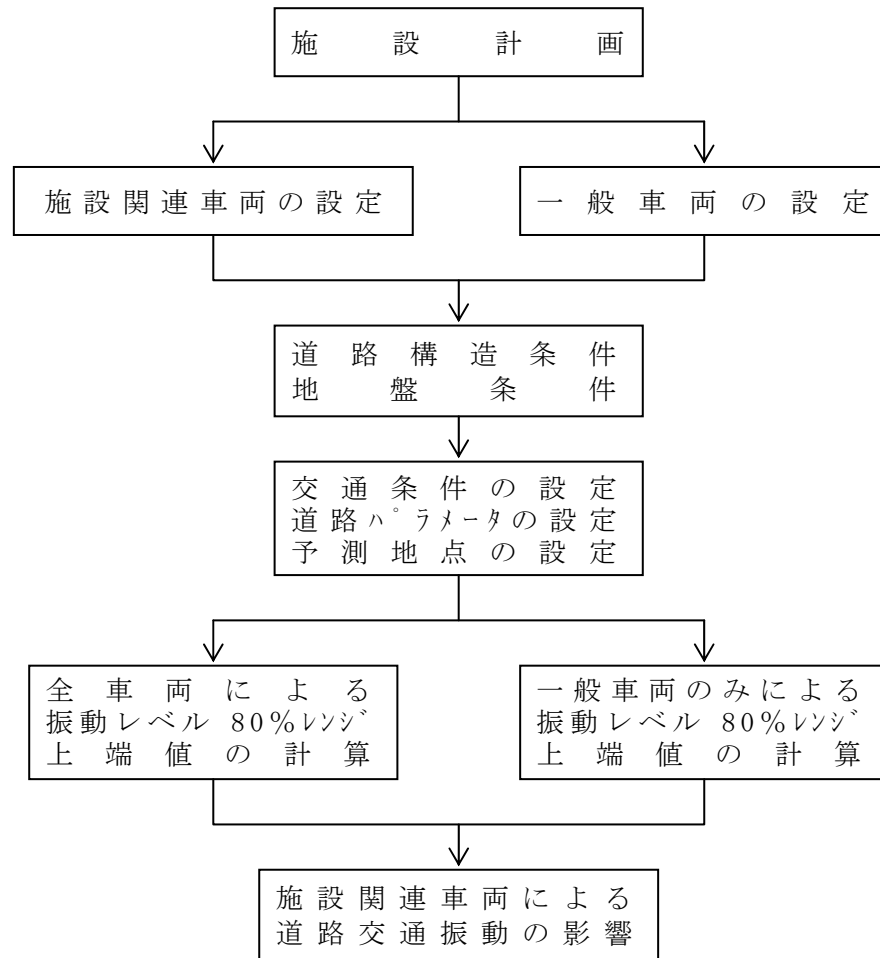 施設計画
施設関連車両の設定
一般車両の設定
道路構造条件
地盤条件
交通条件の設定
道路ﾊﾟﾗﾒｰﾀの設定
予測地点の設定
全車両による
振動レベル 80%ﾚﾝｼﾞ
上端値の計算
一般車両のみによる
振動レベル 80%ﾚﾝｼﾞ
上端値の計算
施設関連車両による
道路交通振動の影響